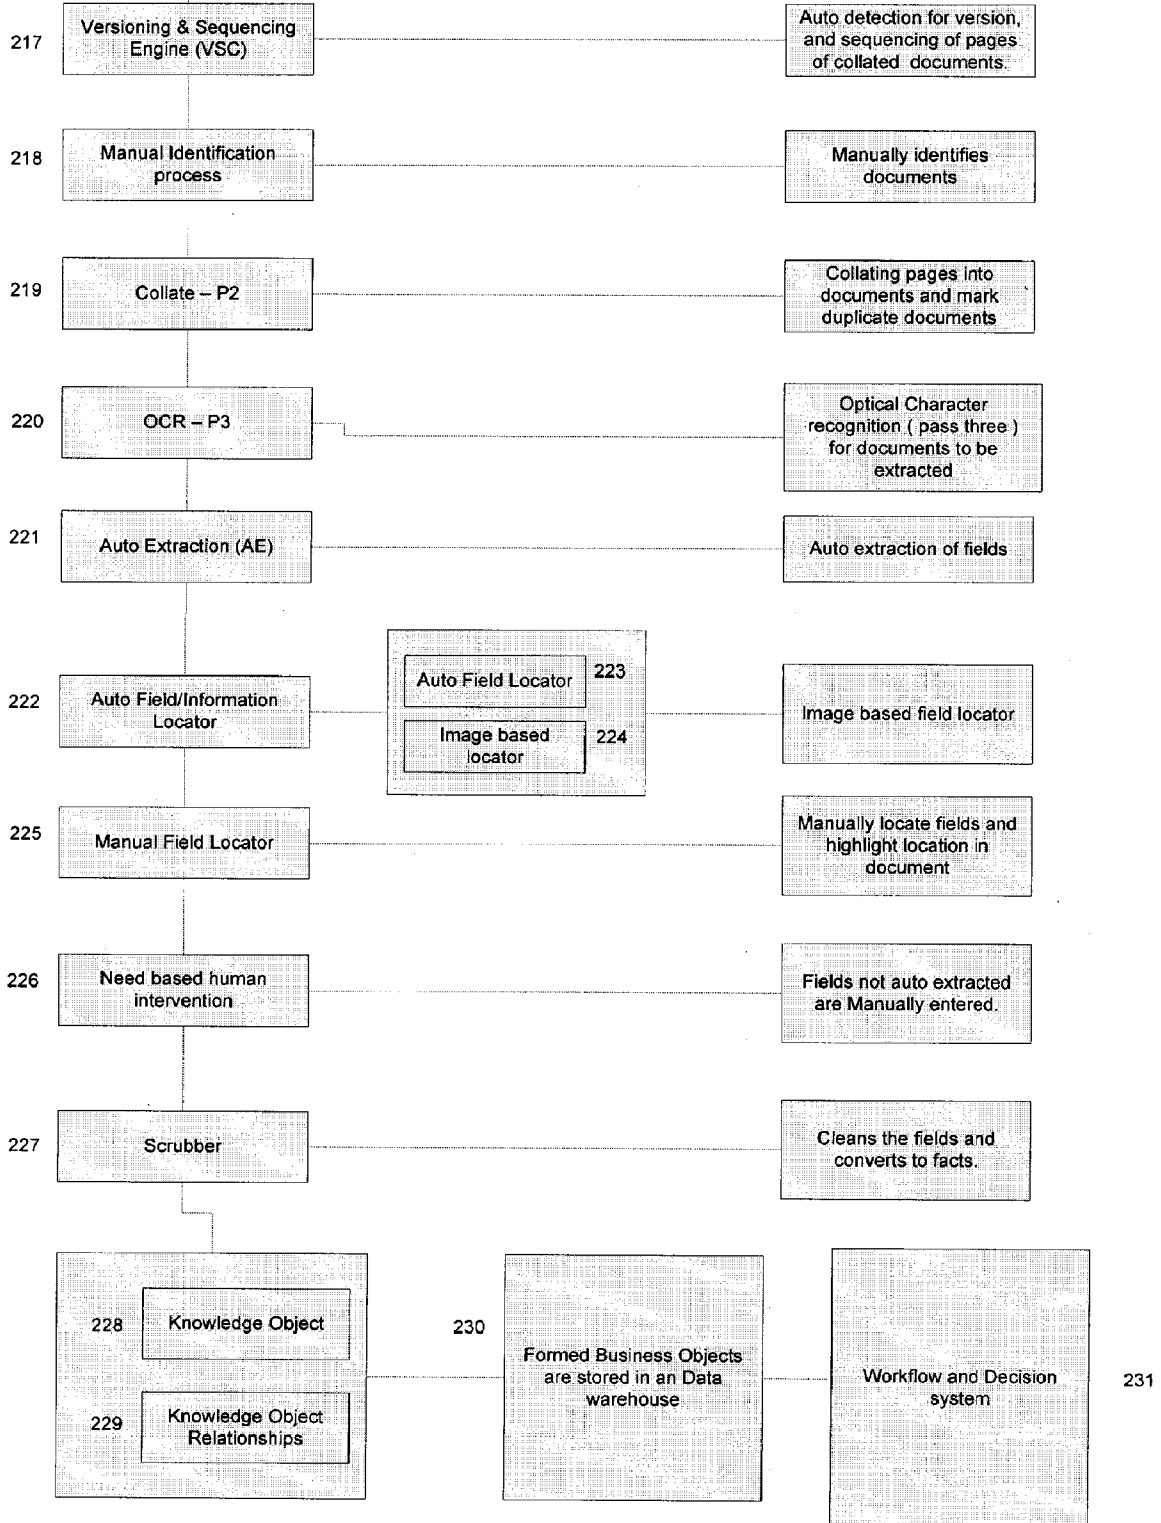 217
Versioning & Sequencing
Engine (VSC)
Auto detection for version,
and sequencing of pages
of collated documents.
218
Manual Identification
process
Manually identifies
documents
219
Collate – P2
Collating pages into
documents and mark
duplicate documents
220
OCR – P3
Optical Character
recognition ( pass three )
for documents to be
extracted
221
Auto Extraction (AE)
Auto extraction of fields
222
Auto Field/Information
Locator
Auto Field Locator
223
Image based
locator
224
Image based field locator
225
Manual Field Locator
Manually locate fields and
highlight location in
document
226
Need based human
intervention
Fields not auto extracted
are Manually entered.
227
Scrubber
Cleans the fields and
converts to facts.
228
Knowledge Object
229
Knowledge Object
Relationships
230
Formed Business Objects
are stored in an Data
warehouse
Workflow and Decision
system
231